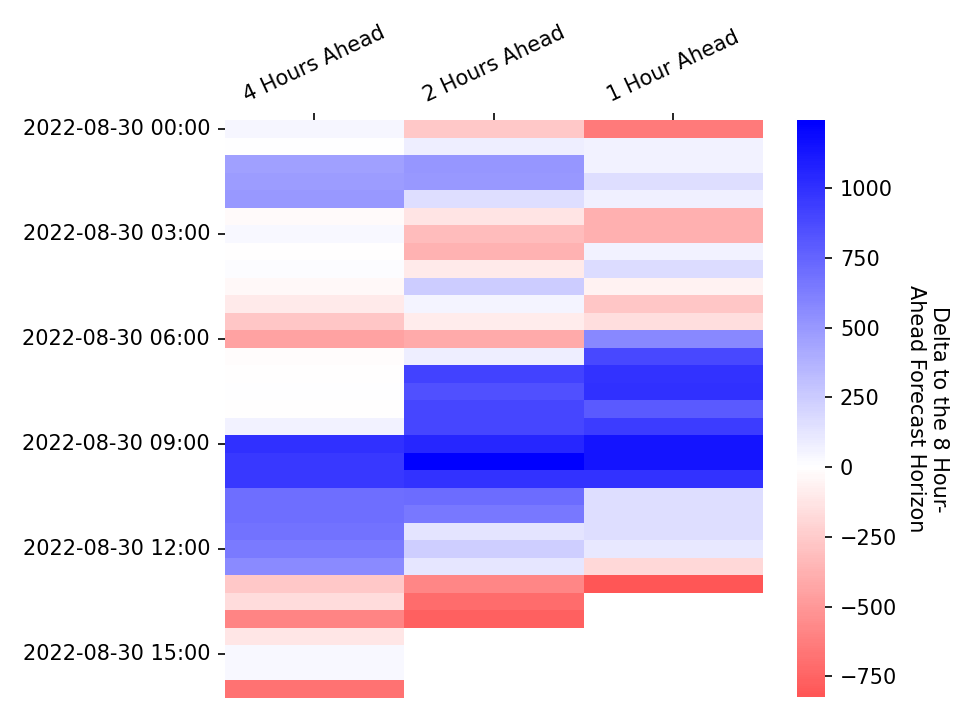 4 Hours Ahead
2 Hours Ahead
1 Hour Ahead
2022-08-30 00:00
2022-08-30 03:00
2022-08-30 06:00
2022-08-30 09:00
2022-08-30 12:00
2022-08-30 15:00
1000
750
500
250
0
−250
−500
−750
Delta to the 8 Hour-
Ahead Forecast Horizon